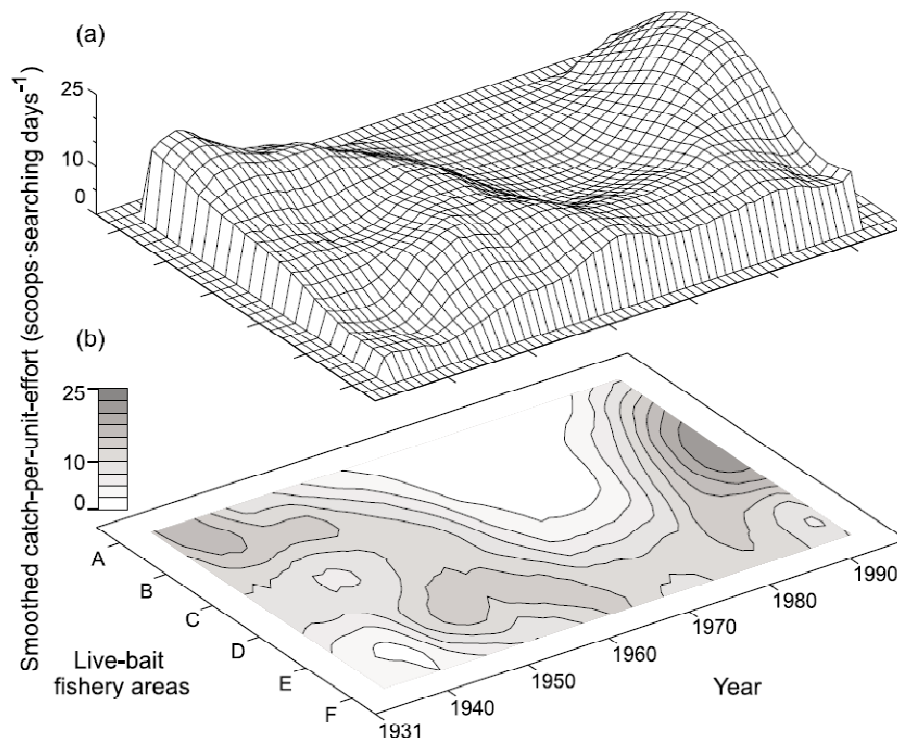 (a)
Smoothed catch-per-unit-effort (scoops·searching days⁻¹)
25
10
0
(b)
25
10
0
A
B
C
D
E
F
Live-bait
fishery areas
1931
1940
1950
1960
1970
1980
1990
Year